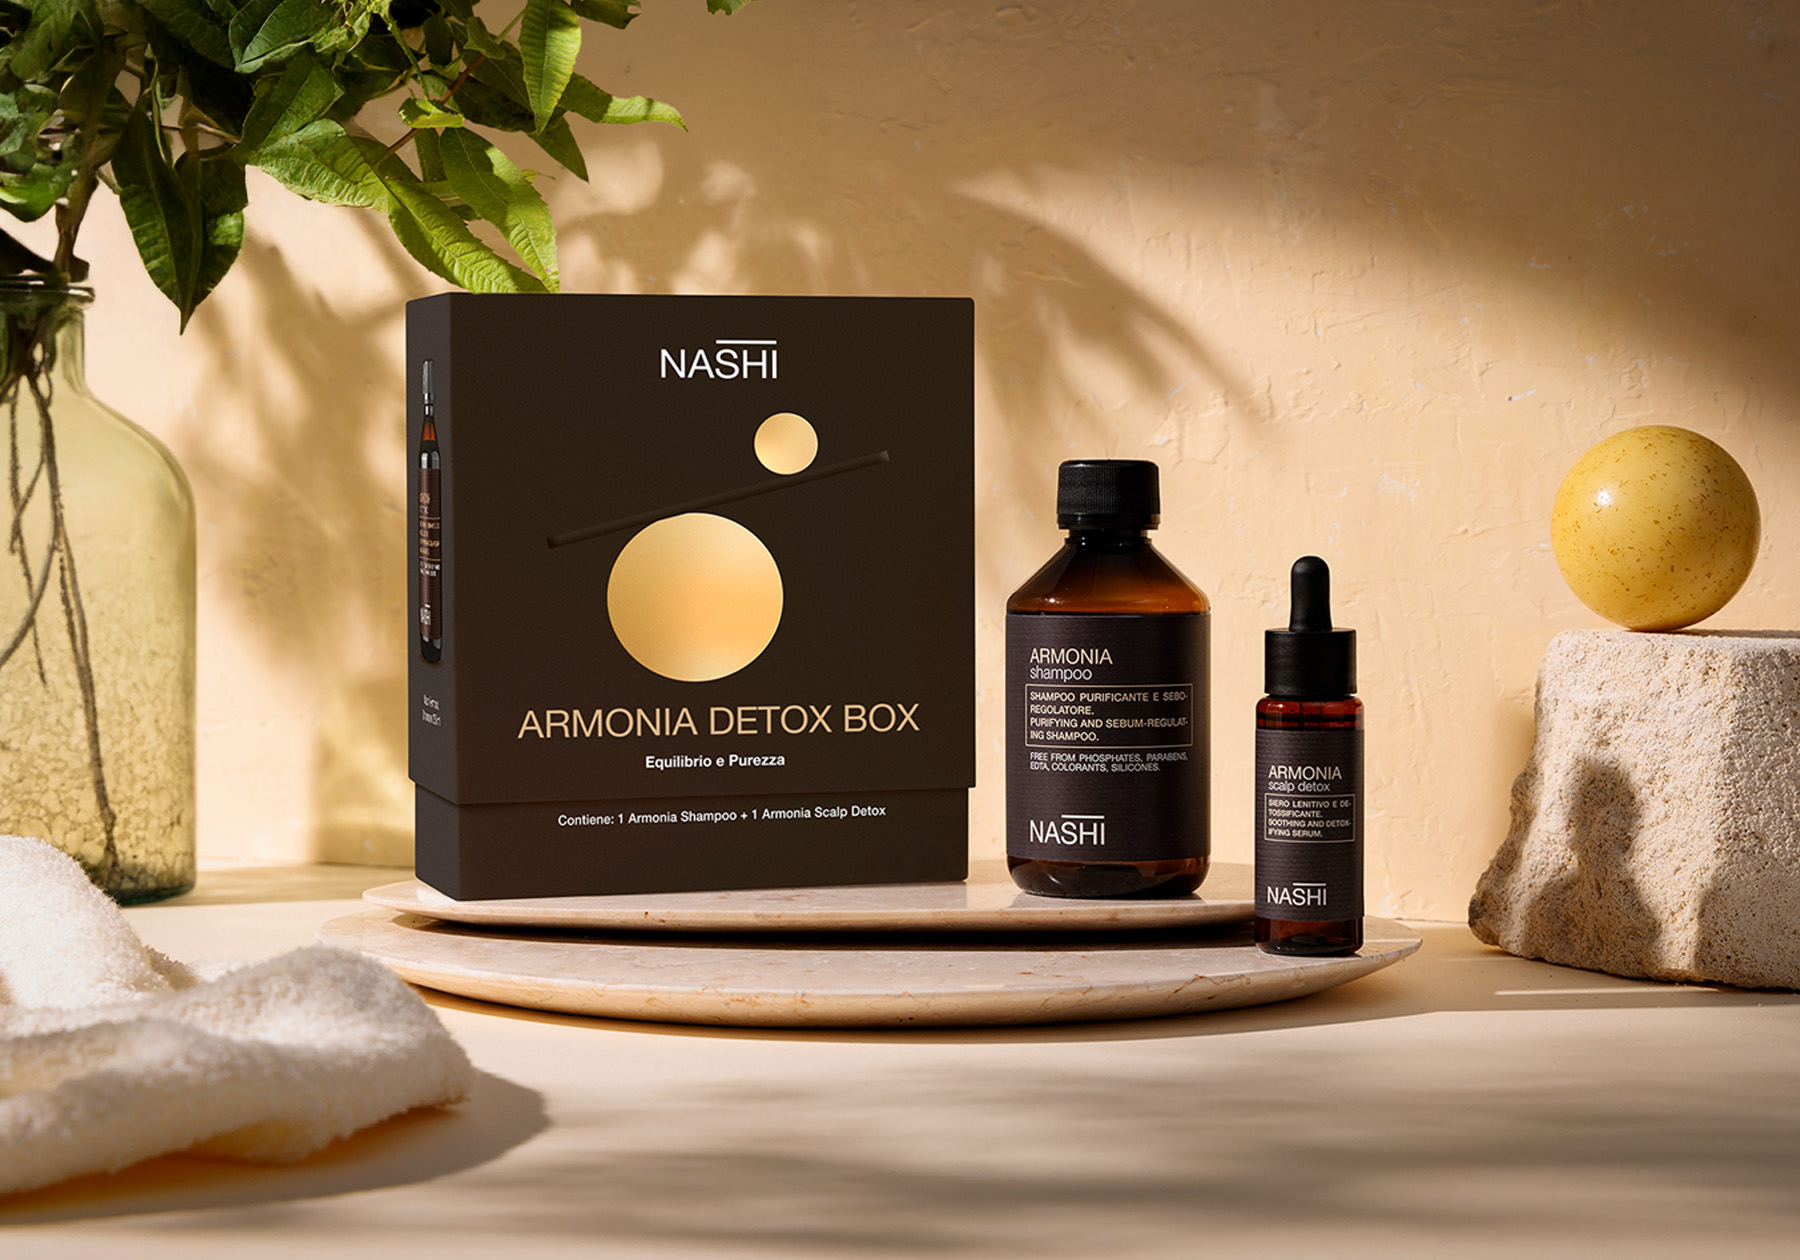 NASHI
ARMONIA DETOX BOX
Equilibrio e Purezza
Contiene: 1 Armonia Shampoo + 1 Armonia Scalp Detox
ARMONIA
shampoo
SHAMPOO PURIFICANTE E SEBO-
REGOLATORE.
PURIFYING AND SEBUM-REGULAT-
ING SHAMPOO.
FREE FROM PHOSPHATES, PARABENS,
EDTA, COLORANTS, SILICONES.
NASHI
ARMONIA
scalp detox
SIERO LENITIVO E DE-
TOSSIFICANTE.
SOOTHING AND DETOX-
IFYING SERUM.
NASHI